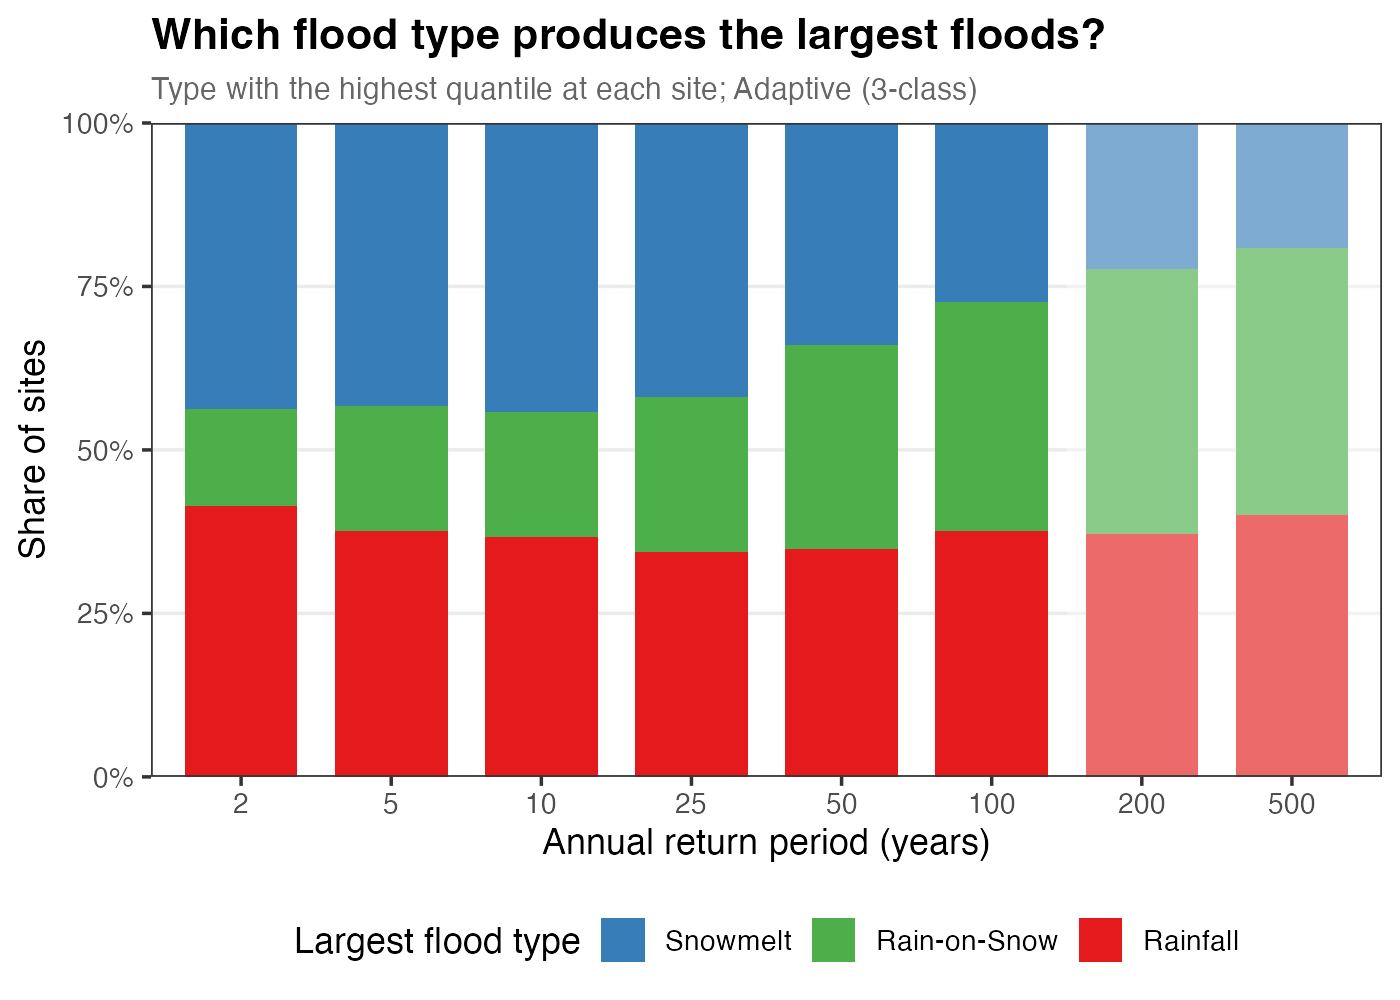 Which flood type produces the largest floods?
Type with the highest quantile at each site; Adaptive (3-class)
100%
75%
50%
25%
0%
Share of sites
2 5 10 25 50 100 200 500
Annual return period (years)
Largest flood type Snowmelt Rain-on-Snow Rainfall